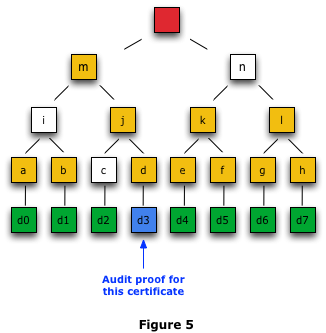 m n
i j k l
a b c d e f g h
d0 d1 d2 d3 d4 d5 d6 d7
Audit proof for
this certificate
Figure 5